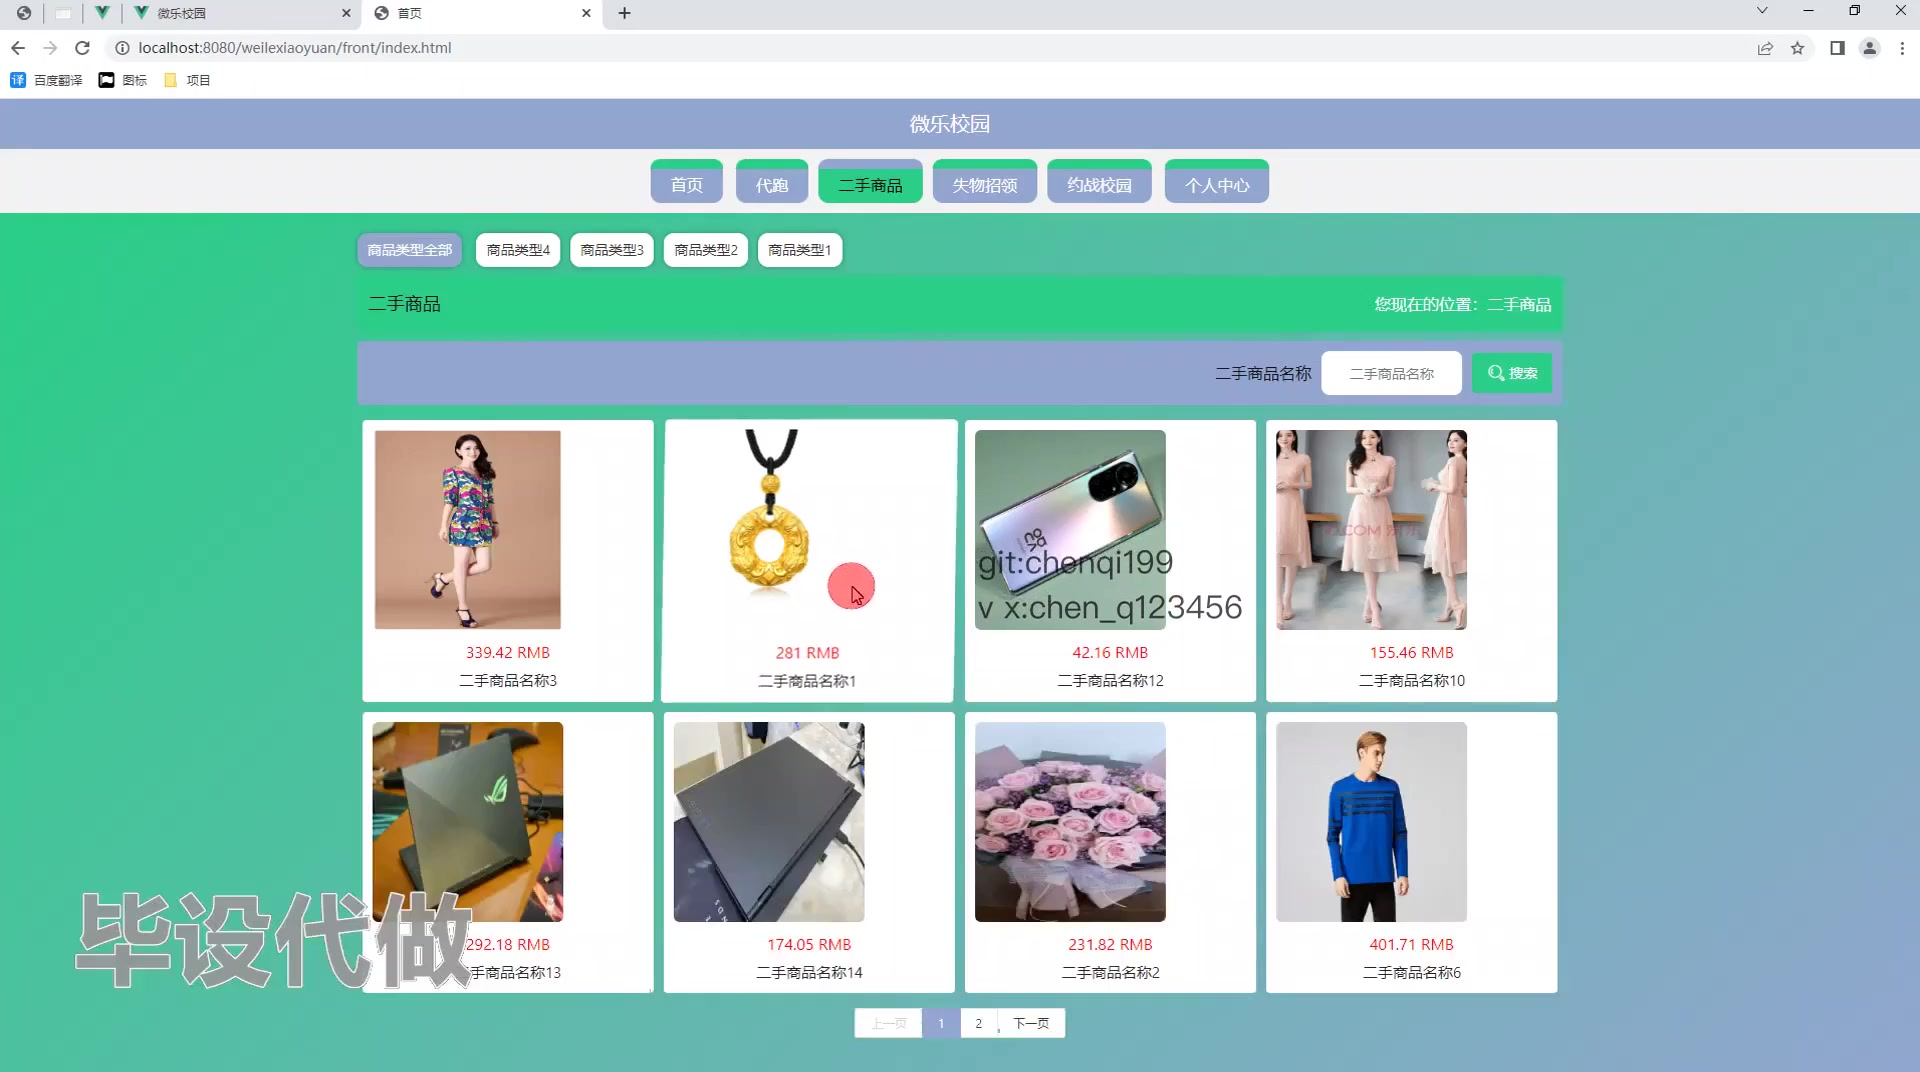 微乐校园
首页
localhost:8080/weilexiaoyuan/front/index.html
百度翻译 图标 项目
微乐校园
首页 代跑 二手商品 失物招领 约战校园 个人中心
商品类型全部 商品类型4 商品类型3 商品类型2 商品类型1
二手商品 您现在的位置：二手商品
二手商品名称 二手商品名称 搜索
339.42 RMB
二手商品名称3
281 RMB
二手商品名称1
git:chenqi199
v x:chen_q123456
42.16 RMB
二手商品名称12
155.46 RMB
二手商品名称10
292.18 RMB
手商品名称13
174.05 RMB
二手商品名称14
231.82 RMB
二手商品名称2
401.71 RMB
二手商品名称6
毕设代做
上一页 1 2 下一页